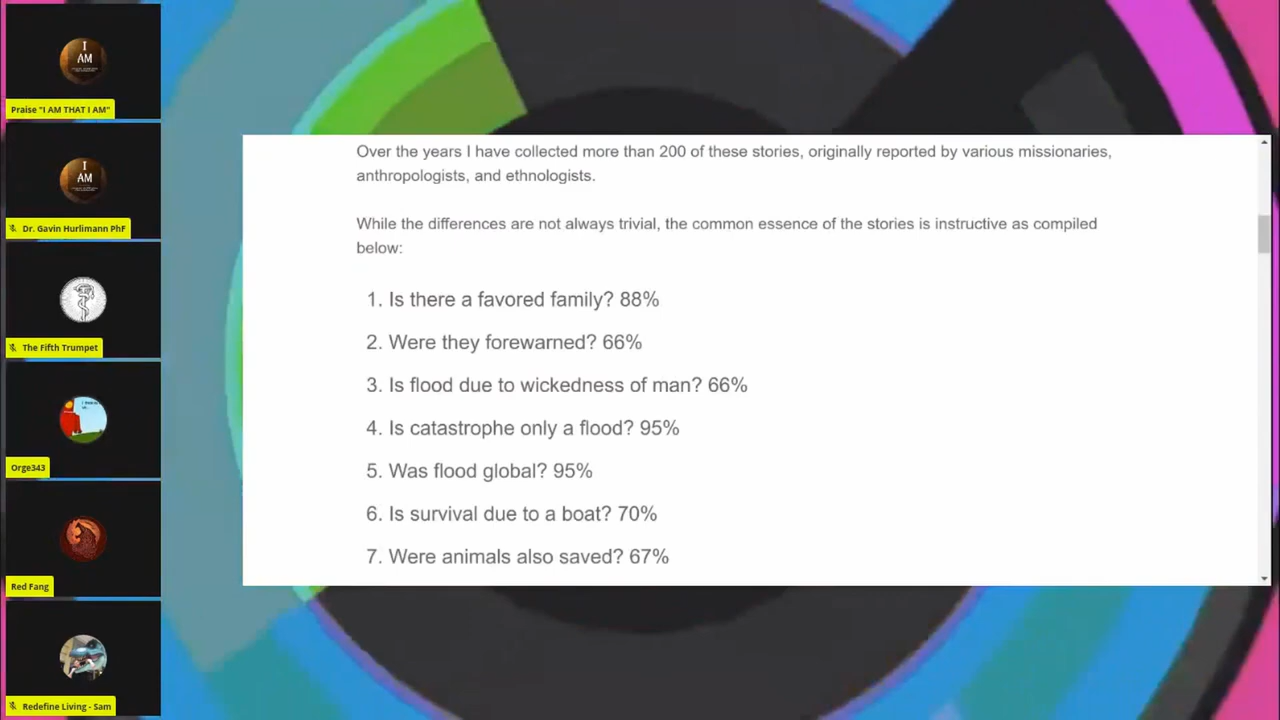 I
AM
Praise "I AM THAT I AM"
I
AM
Dr. Gavin Hurlimann PhF
The Fifth Trumpet
Orge343
Red Fang
Redefine Living - Sam
Over the years I have collected more than 200 of these stories, originally reported by various missionaries,
anthropologists, and ethnologists.
While the differences are not always trivial, the common essence of the stories is instructive as compiled
below:
1. Is there a favored family? 88%
2. Were they forewarned? 66%
3. Is flood due to wickedness of man? 66%
4. Is catastrophe only a flood? 95%
5. Was flood global? 95%
6. Is survival due to a boat? 70%
7. Were animals also saved? 67%